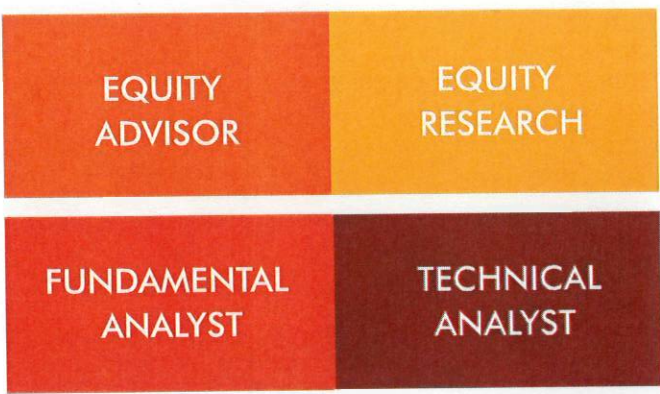 EQUITY
ADVISOR
EQUITY
RESEARCH
FUNDAMENTAL
ANALYST
TECHNICAL
ANALYST